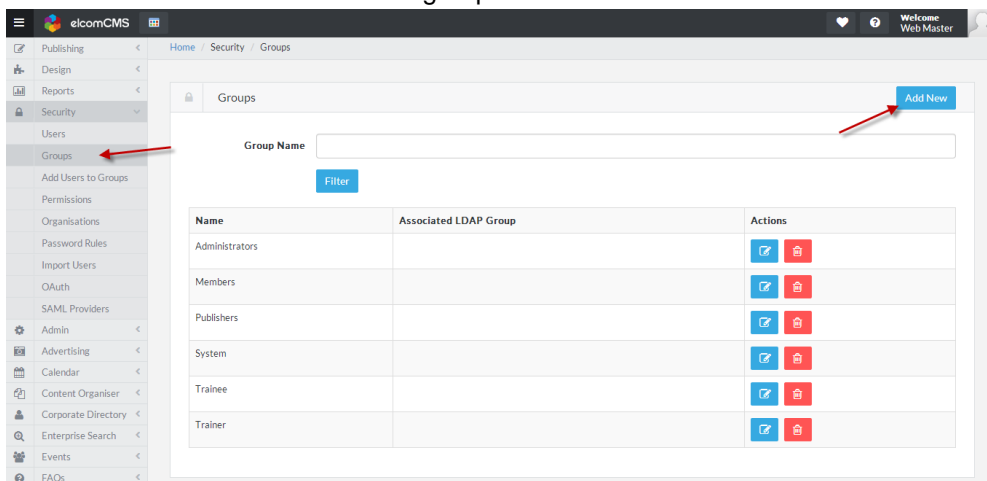 elcomCMS
Welcome
Web Master
Publishing
Home / Security / Groups
Design
Reports
Security
Users
Groups
Add Users to Groups
Permissions
Organisations
Password Rules
Import Users
OAuth
SAML Providers
Admin
Advertising
Calendar
Content Organiser
Corporate Directory
Enterprise Search
Events
FAQs
Groups
Add New
Group Name
Filter
Name Associated LDAP Group Actions
Administrators
Members
Publishers
System
Trainee
Trainer